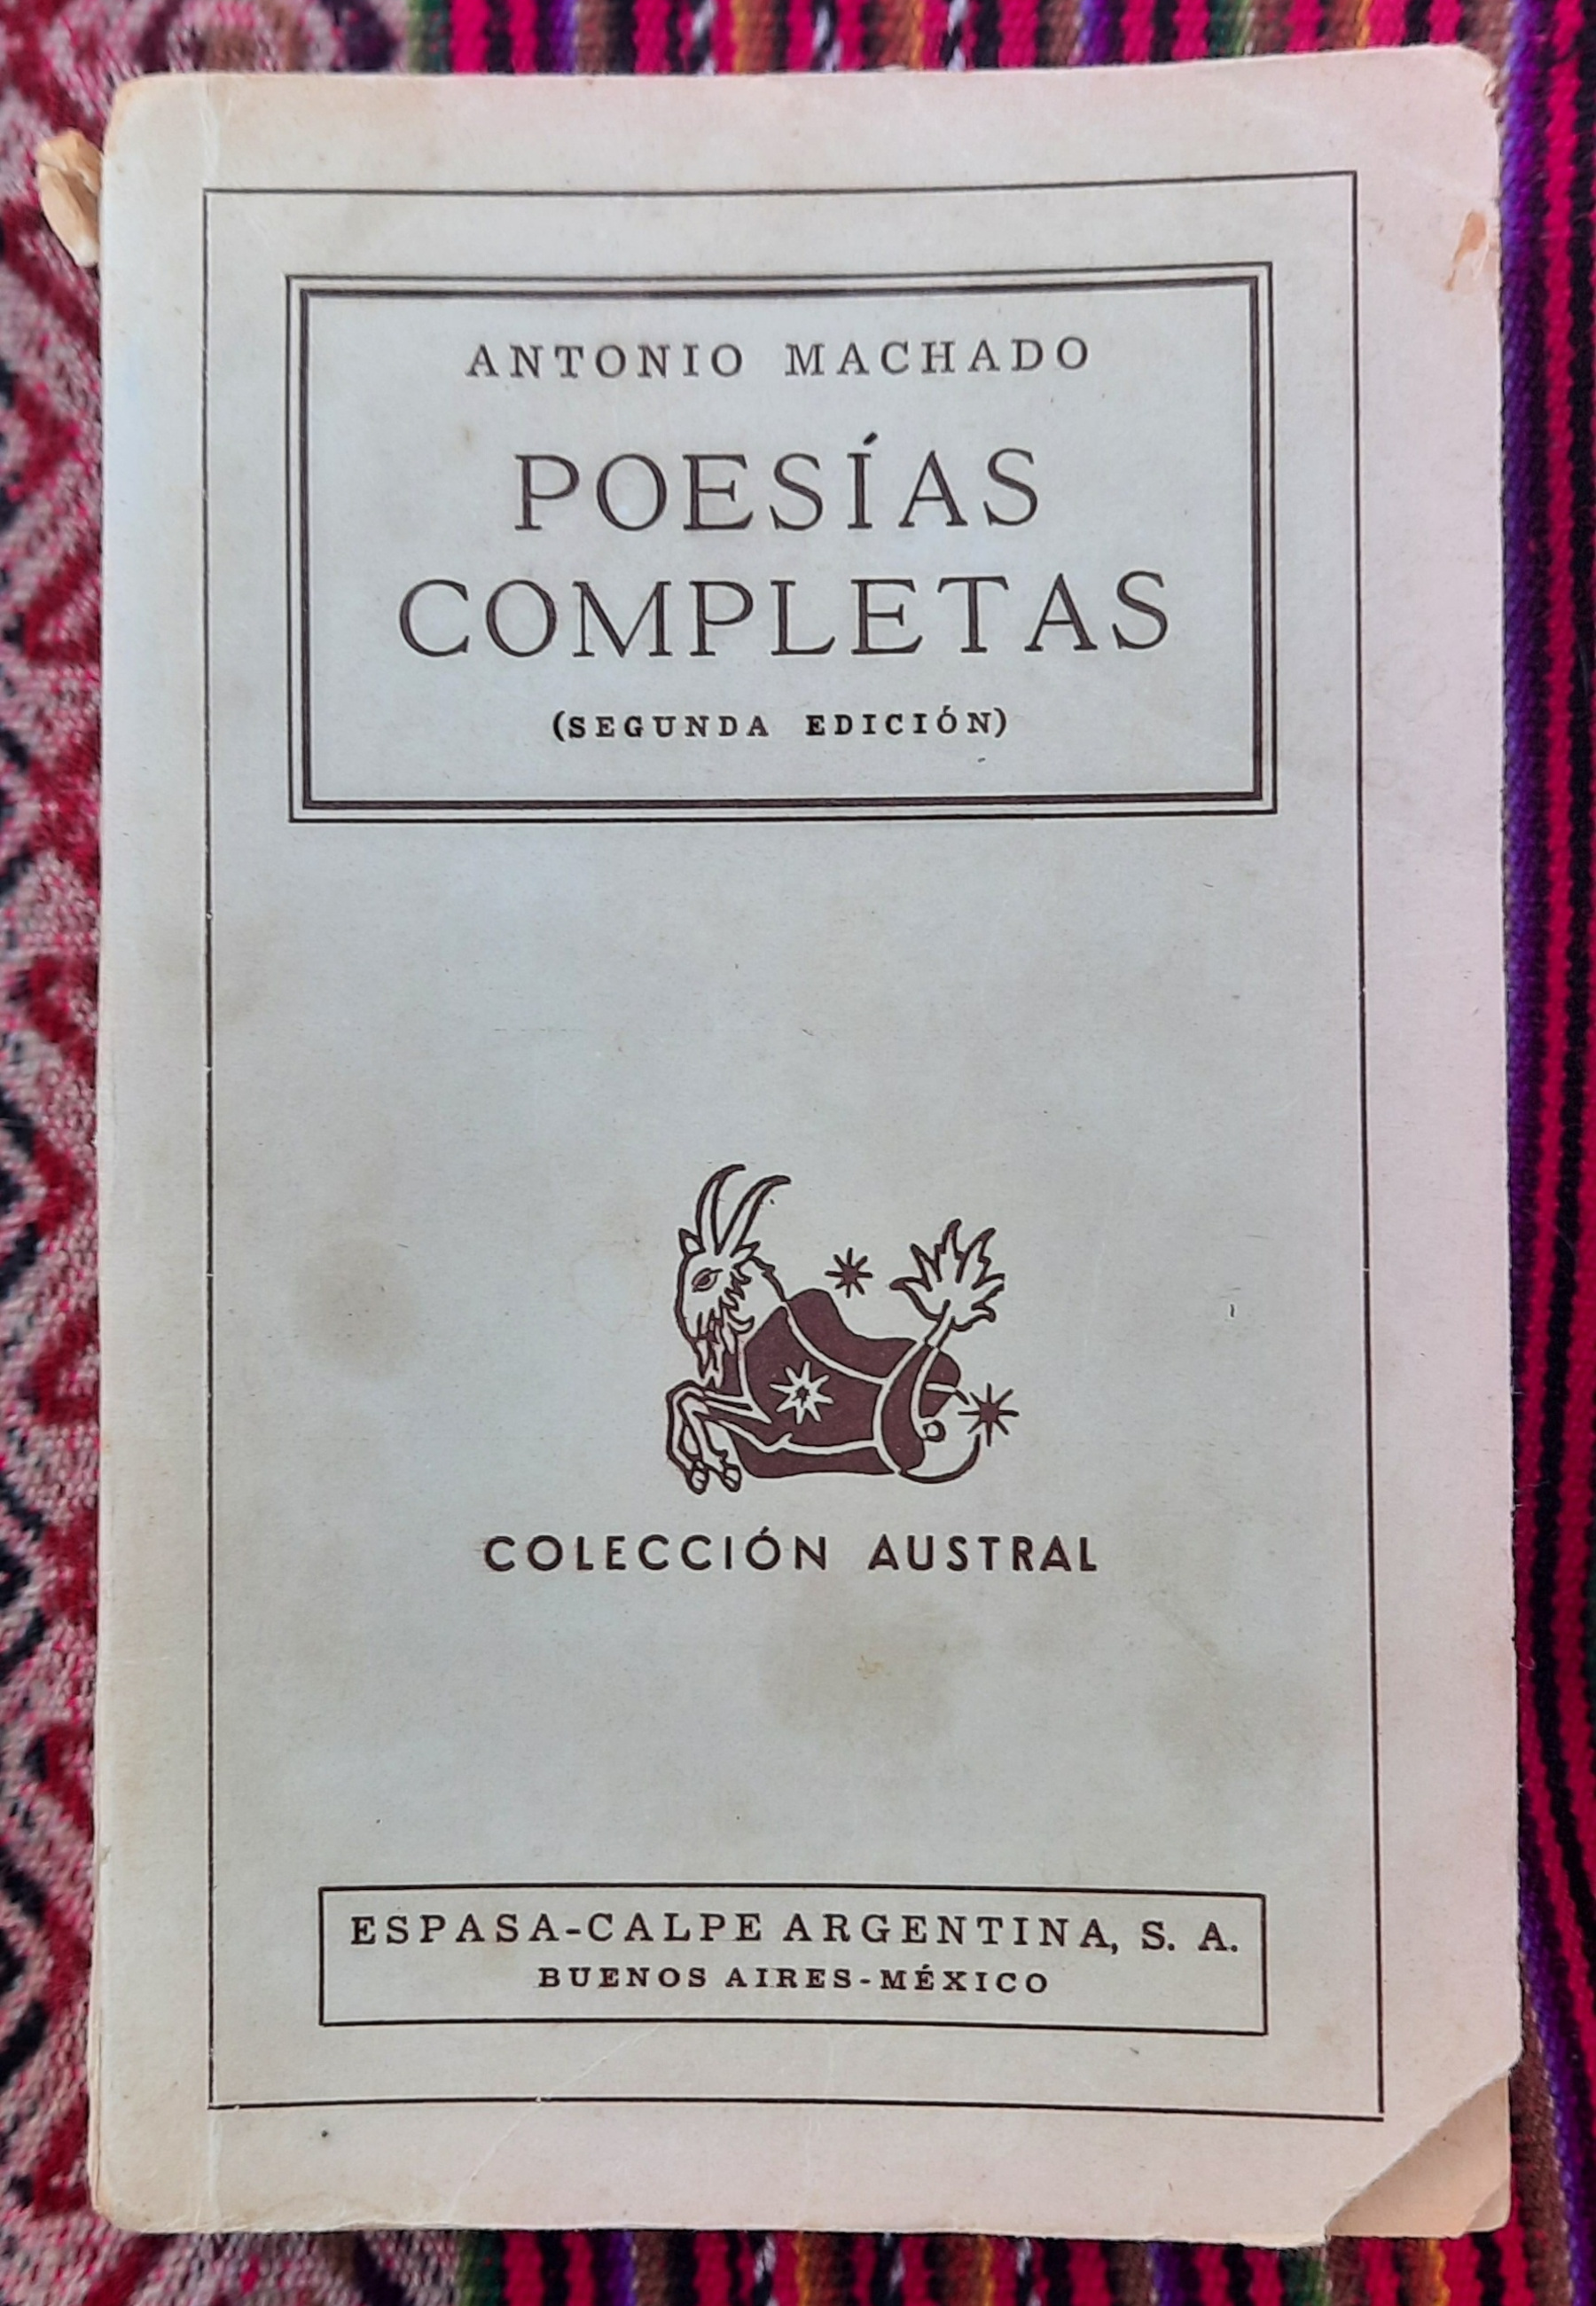 ANTONIO MACHADO
POESÍAS
COMPLETAS
(SEGUNDA EDICIÓN)
COLECCIÓN AUSTRAL
ESPASA-CALPE ARGENTINA, S. A.
BUENOS AIRES-MÉXICO